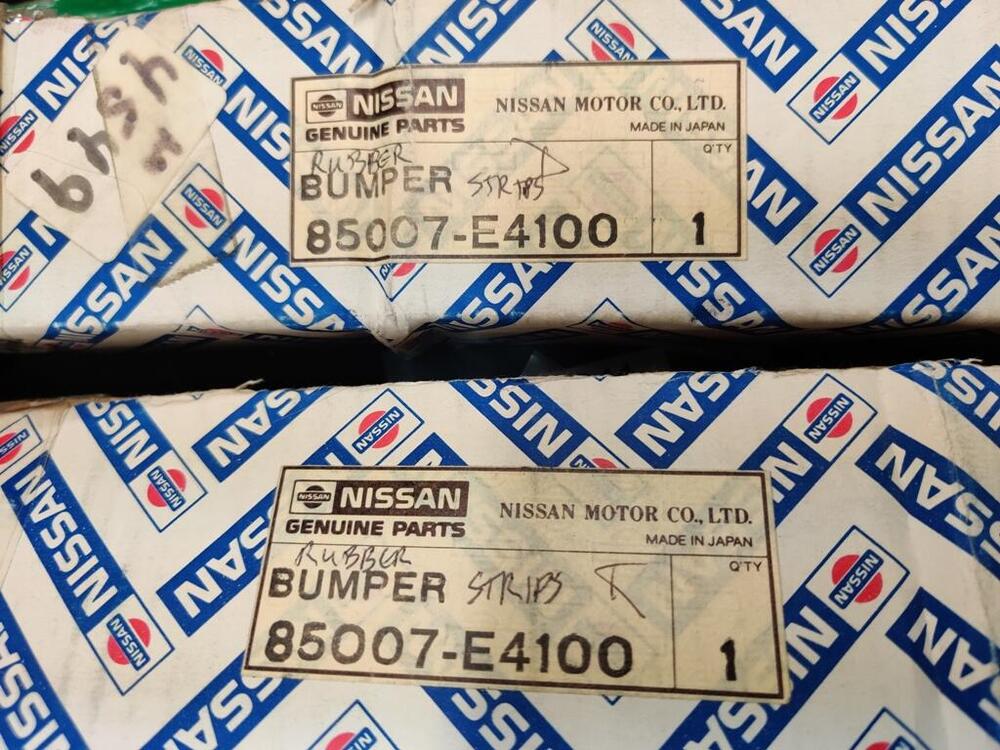 NISSAN
GENUINE PARTS
NISSAN MOTOR CO., LTD.
MADE IN JAPAN
RUBBER
BUMPER STRIPS
Q'TY
85007-E4100
1
NISSAN
GENUINE PARTS
NISSAN MOTOR CO., LTD.
MADE IN JAPAN
RUBBER
BUMPER STRIPS
Q'TY
85007-E4100
1